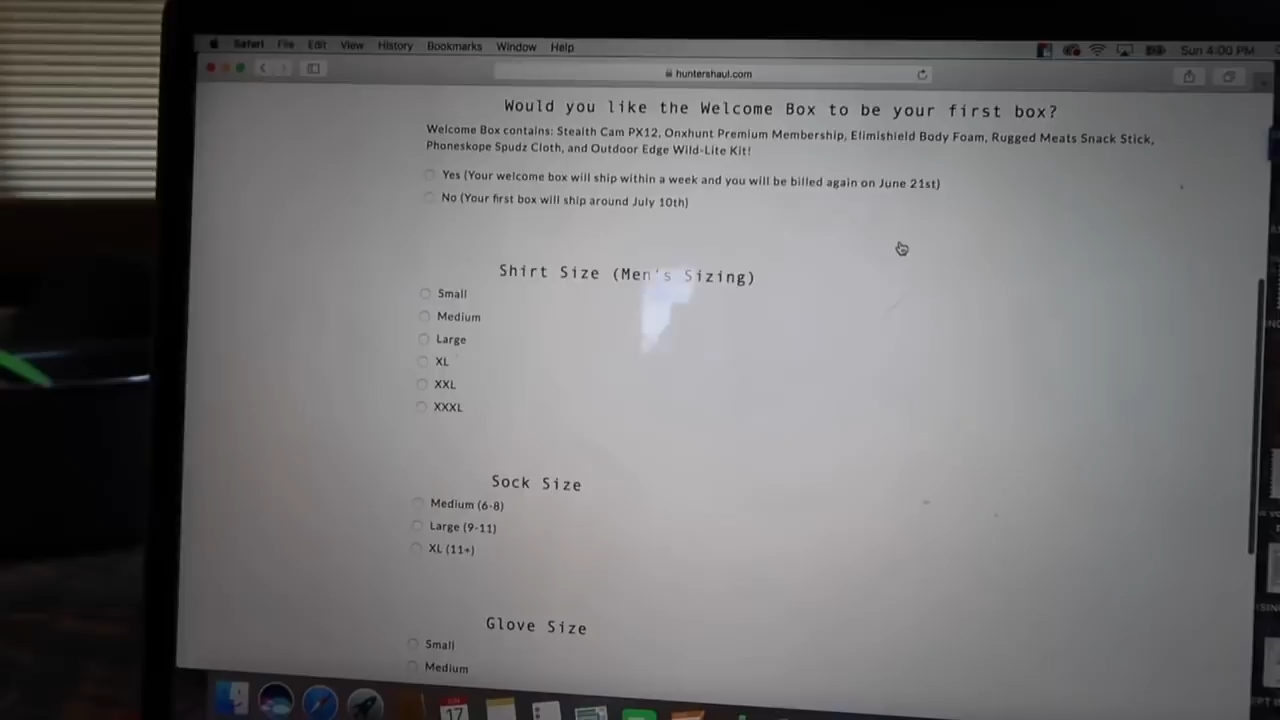 Safari File Edit View History Bookmarks Window Help Sun 4:00 PM
huntershaul.com
Would you like the Welcome Box to be your first box?
Welcome Box contains: Stealth Cam PX12, Onxhunt Premium Membership, Elimishield Body Foam, Rugged Meats Snack Stick,
Phoneskope Spudz Cloth, and Outdoor Edge Wild-Lite Kit!
Yes (Your welcome box will ship within a week and you will be billed again on June 21st)
No (Your first box will ship around July 10th)
Shirt Size (Men's Sizing)
Small
Medium
Large
XL
XXL
XXXL
Sock Size
Medium (6-8)
Large (9-11)
XL (11+)
Glove Size
Small
Medium
17